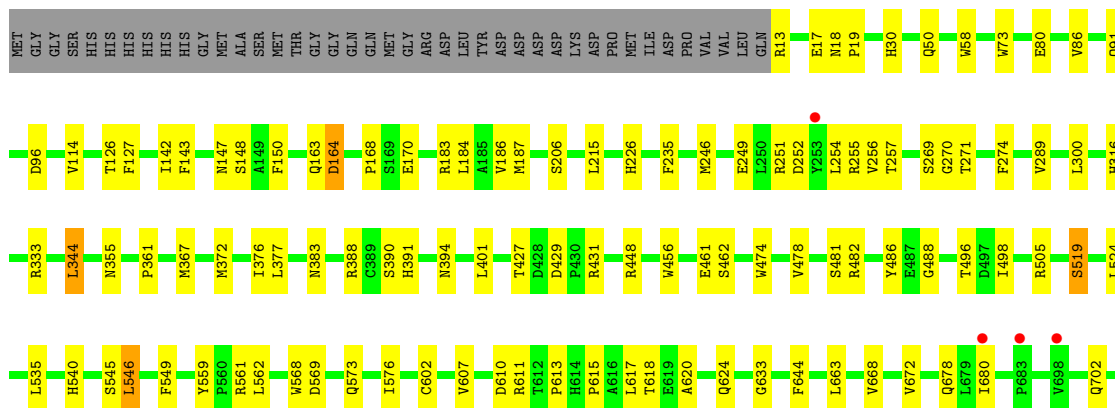 MET GLY GLY SER HIS HIS HIS HIS HIS HIS GLY MET ALA SER MET THR GLY GLY GLN GLN MET GLY ARG ASP LEU TYR ASP ASP ASP ASP LYS ASP PRO MET ILE ASP PRO VAL VAL LEU GLN R13 E17 N18 P19 H30 Q50 W58 W73 E80 V86
D96 V114 T126 F127 I142 F143 N147 S148 A149 F150 Q163 D164 P168 S169 E170 R183 L184 A185 V186 M187 S206 L215 H226 F235 M246 E249 L250 R251 D252 Y253 L254 R255 V256 T257 S269 G270 T271 F274 V289 L300 H316
R333 L344 N355 P361 M367 M372 I376 L377 N383 R388 C389 S390 H391 N394 L401 T427 D428 D429 P430 R431 R448 W456 E461 S462 W474 V478 S481 R482 Y486 E487 G488 T496 D497 I498 R505 S519 L524
L535 H540 S545 L546 F549 Y559 P560 R561 L562 W568 D569 Q573 I576 C602 V607 D610 R611 T612 P613 H614 P615 A616 L617 T618 E619 A620 Q624 G633 F644 L663 V668 V672 Q678 L679 I680 P683 V698 Q702